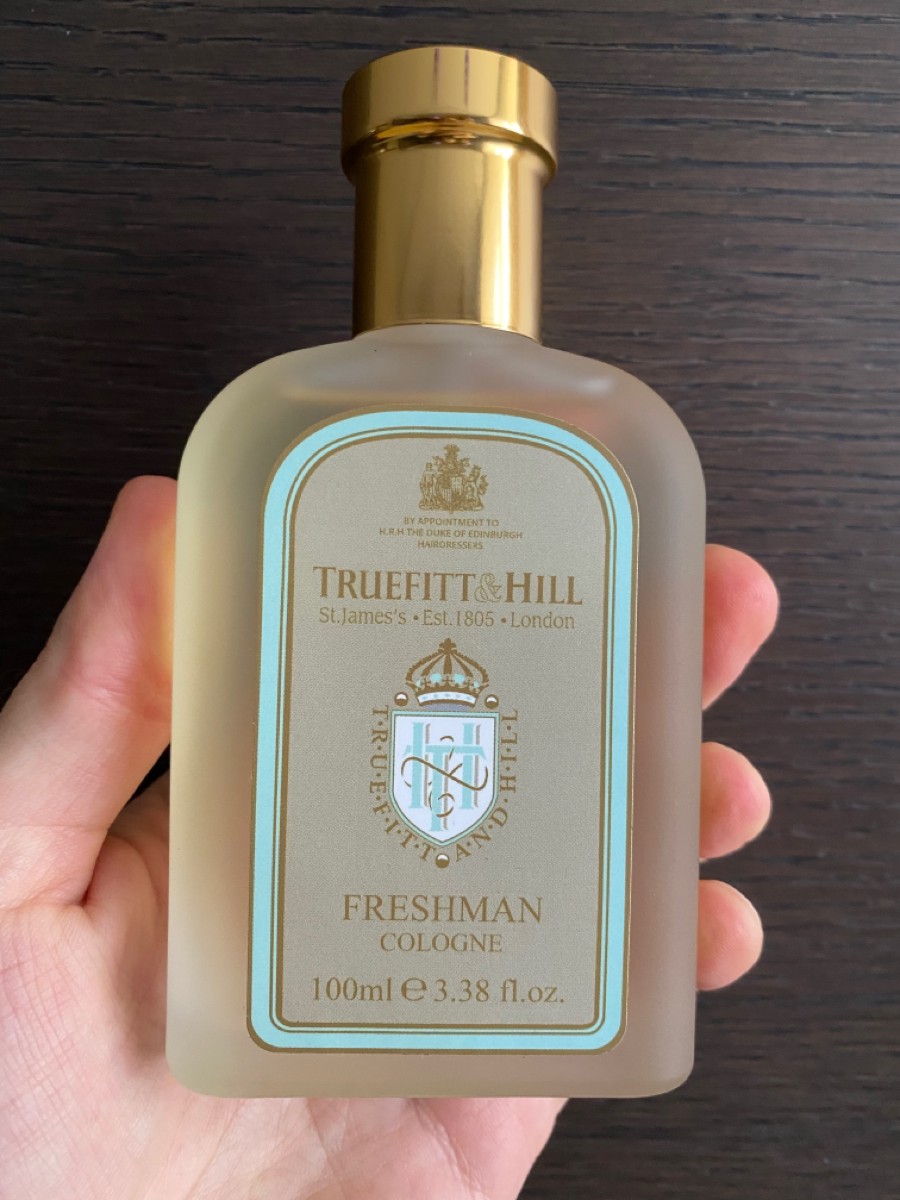 BY APPOINTMENT TO
H.R.H THE DUKE OF EDINBURGH
HAIRDRESSERS
TRUEFITT&HILL
St.James's • Est.1805 • London
T·R·U·E·F·I·T·T·A·N·D·H·I·L·L
FRESHMAN
COLOGNE
100ml ℮ 3.38 fl.oz.